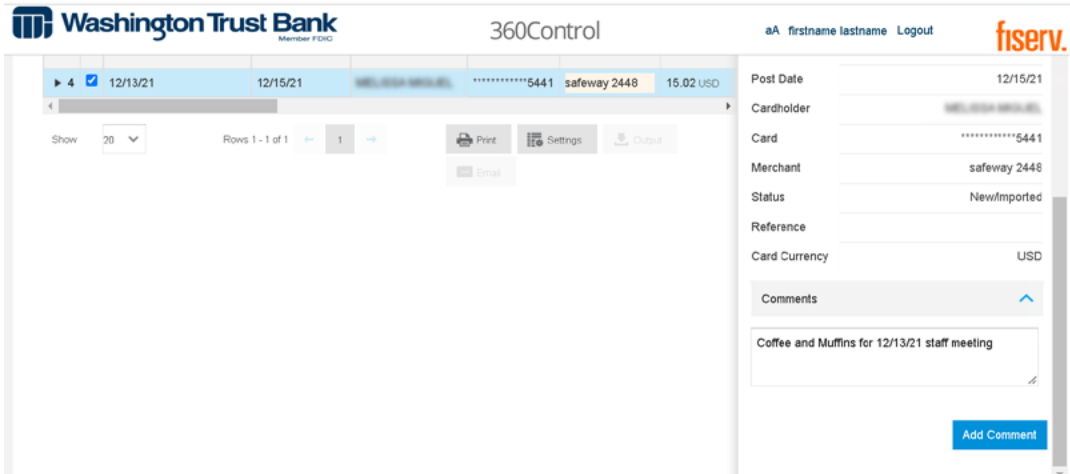 Washington Trust Bank
Member FDIC
360Control
aA firstname lastname Logout
fiserv.
4 12/13/21 12/15/21 ************5441 safeway 2448 15.02 USD
Show 20 Rows 1 - 1 of 1 ← 1 → Print Settings Output
Email
Post Date 12/15/21
Cardholder
Card ************5441
Merchant safeway 2448
Status New/Imported
Reference
Card Currency USD
Comments
Coffee and Muffins for 12/13/21 staff meeting
Add Comment